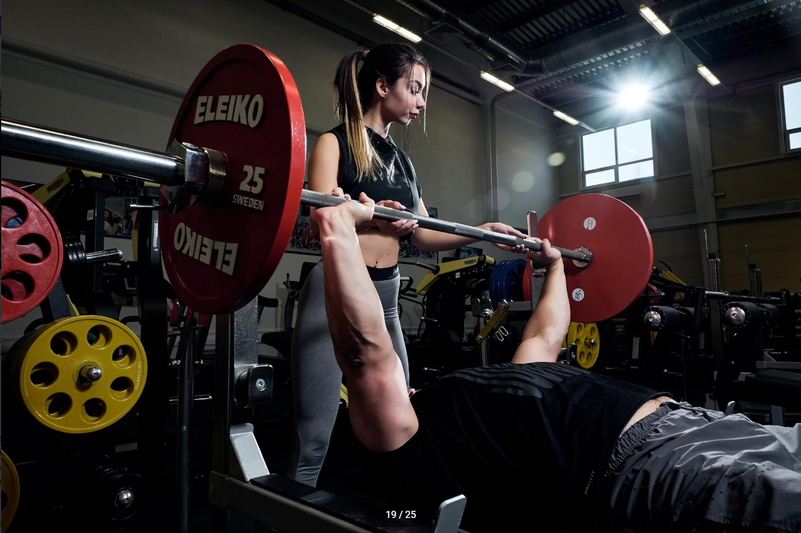 ELEIKO
25
SWEDEN
ELEIKO
19 / 25